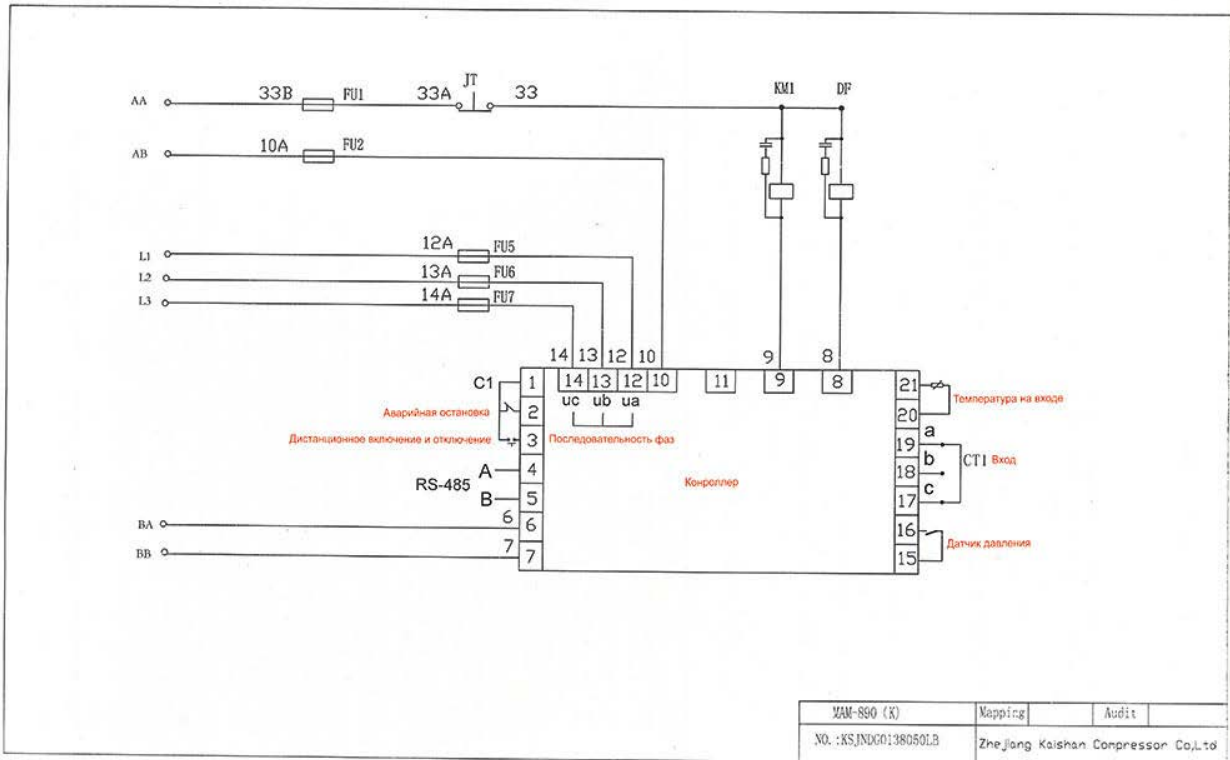 JT
KM1 DF
AA 33B FU1 33A 33
AB 10A FU2
L1 12A FU5
L2 13A FU6
L3 14A FU7
14 13 12 10 9 8
C1 1 14 13 12 10 11 9 8 21
uc ub ua
Температура на входе
Аварийная остановка 2 20
Дистанционное включение и отключение 3 Последовательность фаз 19 a
A 4 18 b CT1 Вход
RS-485 Конроллер
B 5 17 c
BA 6 6 16
Датчик давления
BB 7 7 15
MAM-890 (K) Mapping Audit
NO.:KSJNDG0138050LB Zhejiang Kaishan Compressor Co,Ltd